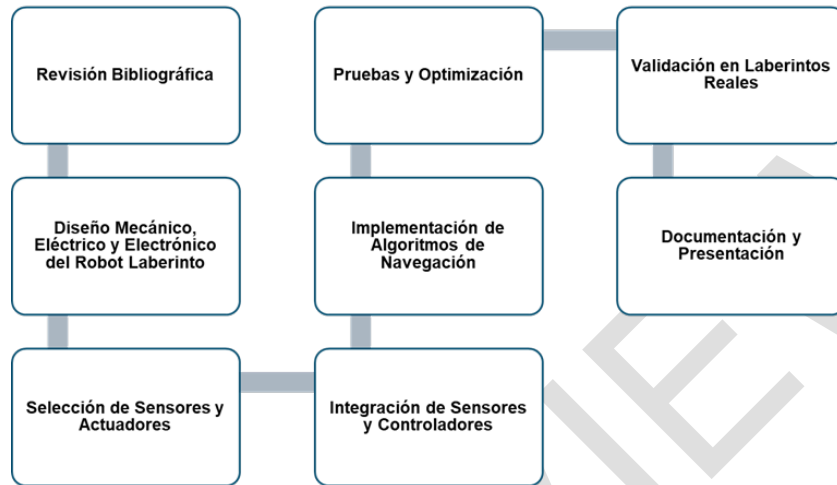 Revisión Bibliográfica
Diseño Mecánico,
Eléctrico y Electrónico
del Robot Laberinto
Selección de Sensores y
Actuadores
Integración de Sensores
y Controladores
Implementación de
Algoritmos de
Navegación
Pruebas y Optimización
Validación en Laberintos
Reales
Documentación y
Presentación